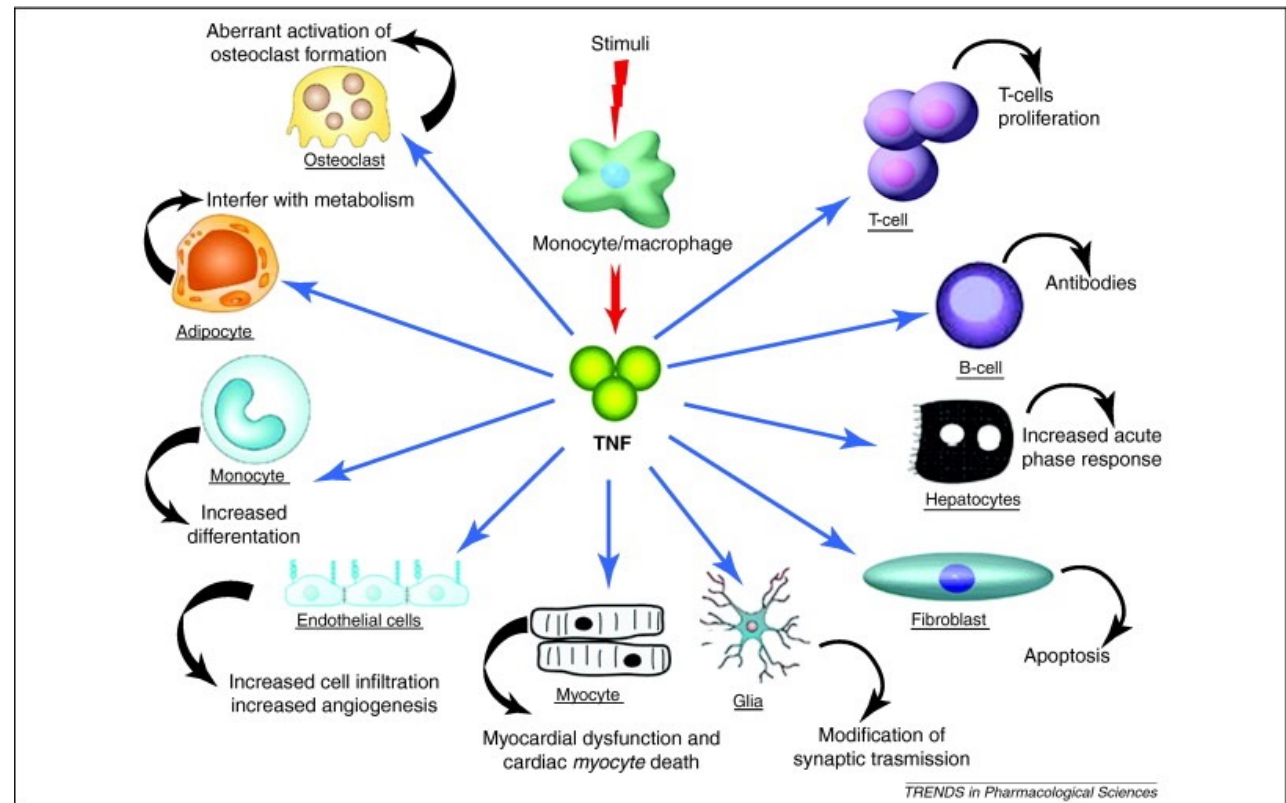 Aberrant activation of
osteoclast formation
Osteoclast
Stimuli
Monocyte/macrophage
T-cells
proliferation
T-cell
Interfer with metabolism
Adipocyte
Antibodies
B-cell
TNF
Monocyte
Increased
differentation
Increased acute
phase response
Hepatocytes
Endothelial cells
Increased cell infiltration
increased angiogenesis
Myocyte
Myocardial dysfunction and
cardiac myocyte death
Glia
Modification of
synaptic trasmission
Fibroblast
Apoptosis
TRENDS in Pharmacological Sciences